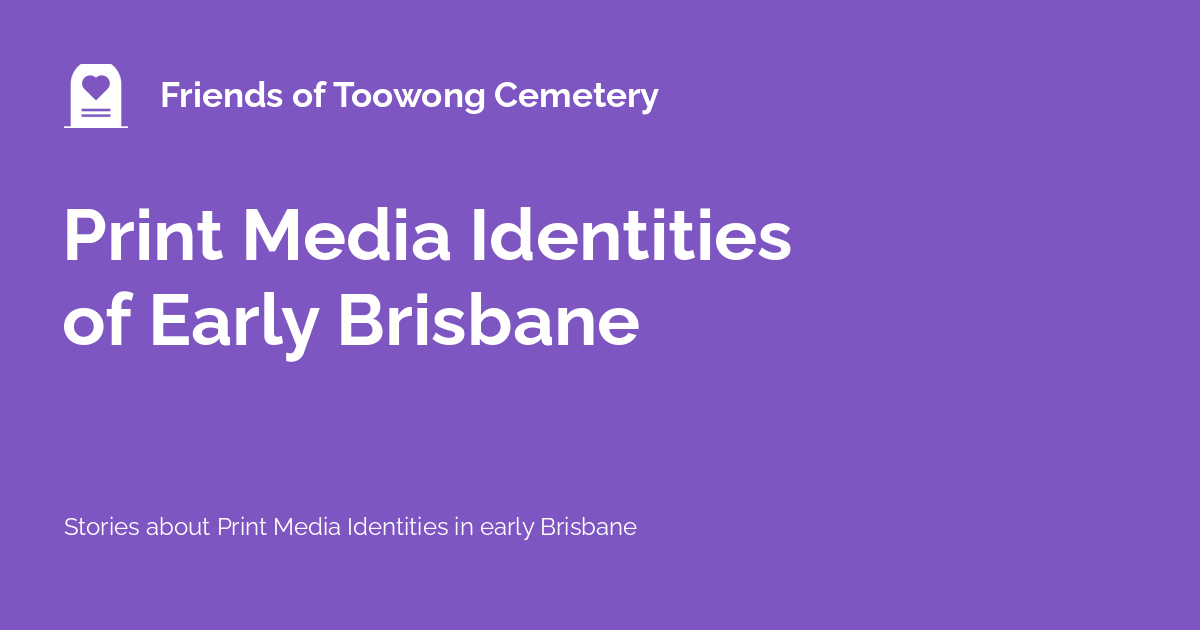 Friends of Toowong Cemetery
Print Media Identities
of Early Brisbane
Stories about Print Media Identities in early Brisbane